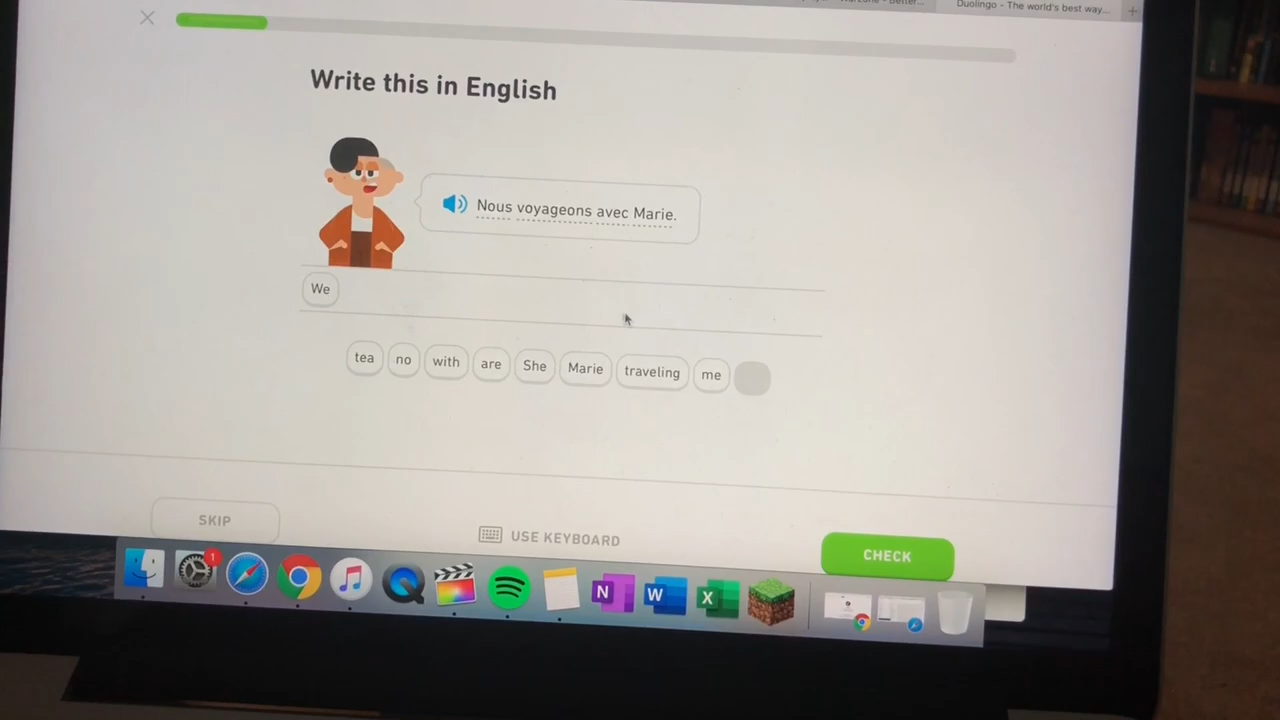 Duolingo - The world's best way...
Write this in English
Nous voyageons avec Marie.
We
tea no with are She Marie traveling me
SKIP
USE KEYBOARD
CHECK
1
N W X